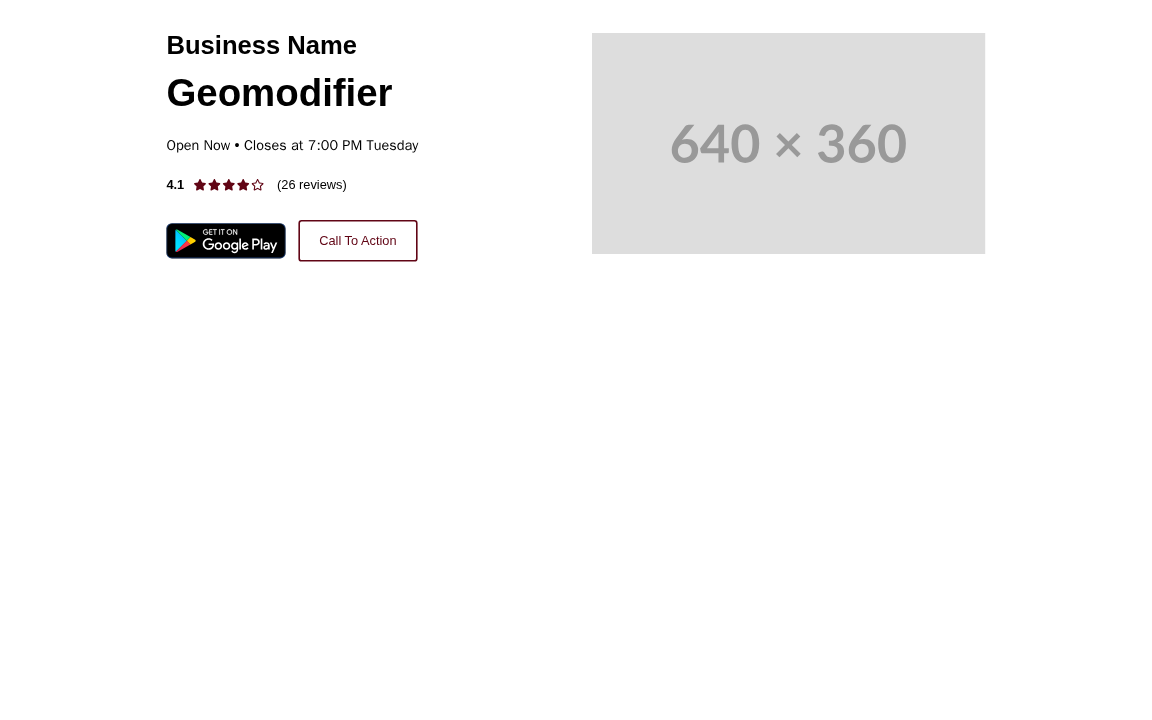 Business Name
Geomodifier
Open Now • Closes at 7:00 PM Tuesday
4.1 (26 reviews)
GET IT ON
Google Play
Call To Action
640 × 360